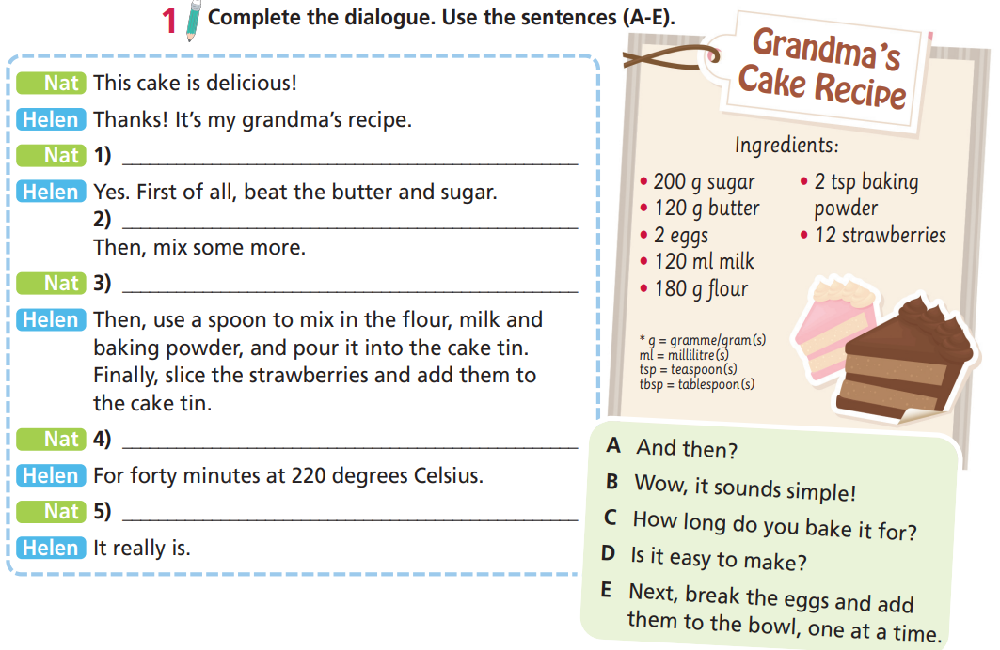 1 Complete the dialogue. Use the sentences (A-E).
Nat This cake is delicious!
Helen Thanks! It's my grandma's recipe.
Nat 1) ______________________________
Helen Yes. First of all, beat the butter and sugar.
2) ______________________________
Then, mix some more.
Nat 3) ______________________________
Helen Then, use a spoon to mix in the flour, milk and
baking powder, and pour it into the cake tin.
Finally, slice the strawberries and add them to
the cake tin.
Nat 4) ______________________________
Helen For forty minutes at 220 degrees Celsius.
Nat 5) ______________________________
Helen It really is.
Grandma's
Cake Recipe
Ingredients:
• 200 g sugar
• 120 g butter
• 2 eggs
• 120 ml milk
• 180 g flour
• 2 tsp baking
powder
• 12 strawberries
* g = gramme/gram(s)
ml = millilitre(s)
tsp = teaspoon(s)
tbsp = tablespoon(s)
A And then?
B Wow, it sounds simple!
C How long do you bake it for?
D Is it easy to make?
E Next, break the eggs and add
them to the bowl, one at a time.